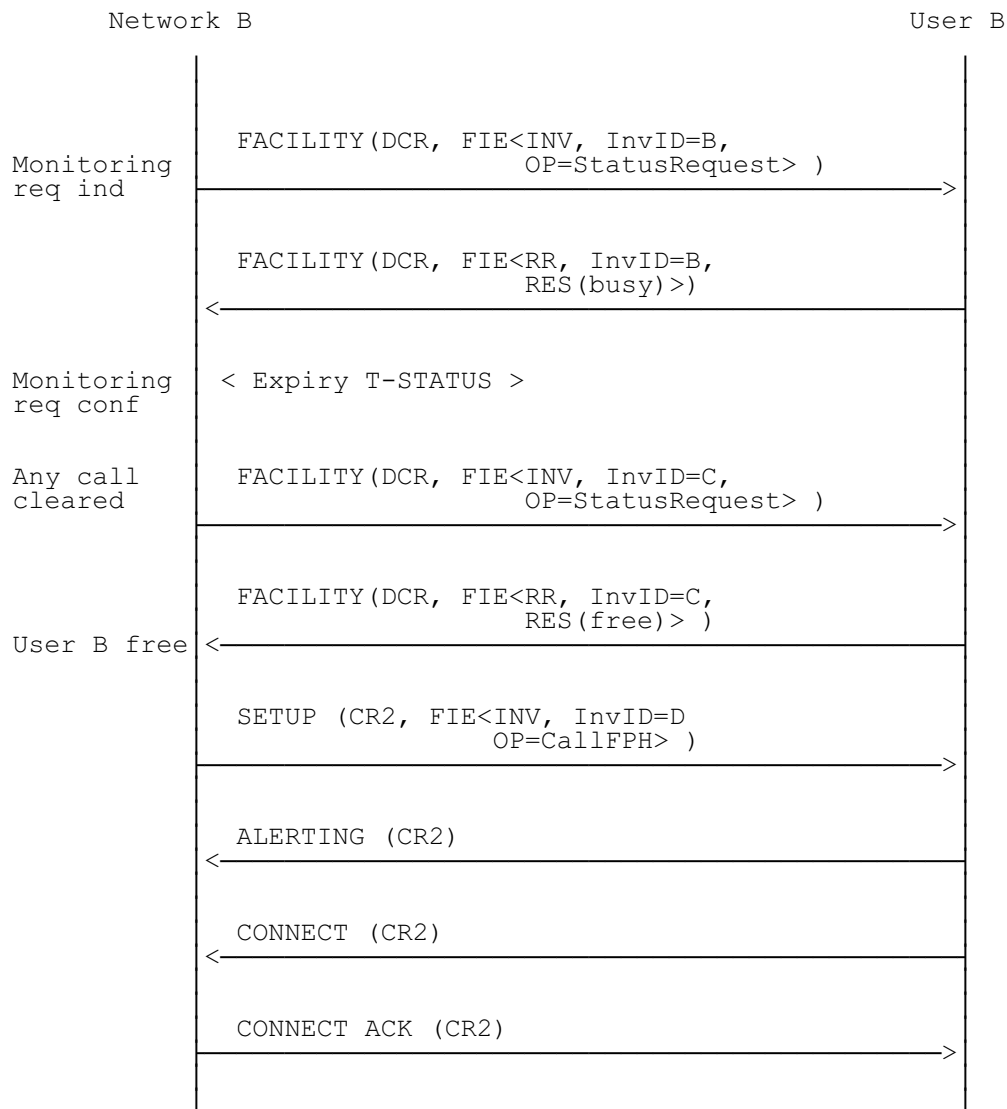 Network B User B
FACILITY(DCR, FIE<INV, InvID=B,
Monitoring OP=StatusRequest> )
req ind
FACILITY(DCR, FIE<RR, InvID=B,
RES(busy)>)
Monitoring < Expiry T-STATUS >
req conf
Any call FACILITY(DCR, FIE<INV, InvID=C,
cleared OP=StatusRequest> )
FACILITY(DCR, FIE<RR, InvID=C,
RES(free)> )
User B free
SETUP (CR2, FIE<INV, InvID=D
OP=CallFPH> )
ALERTING (CR2)
CONNECT (CR2)
CONNECT ACK (CR2)